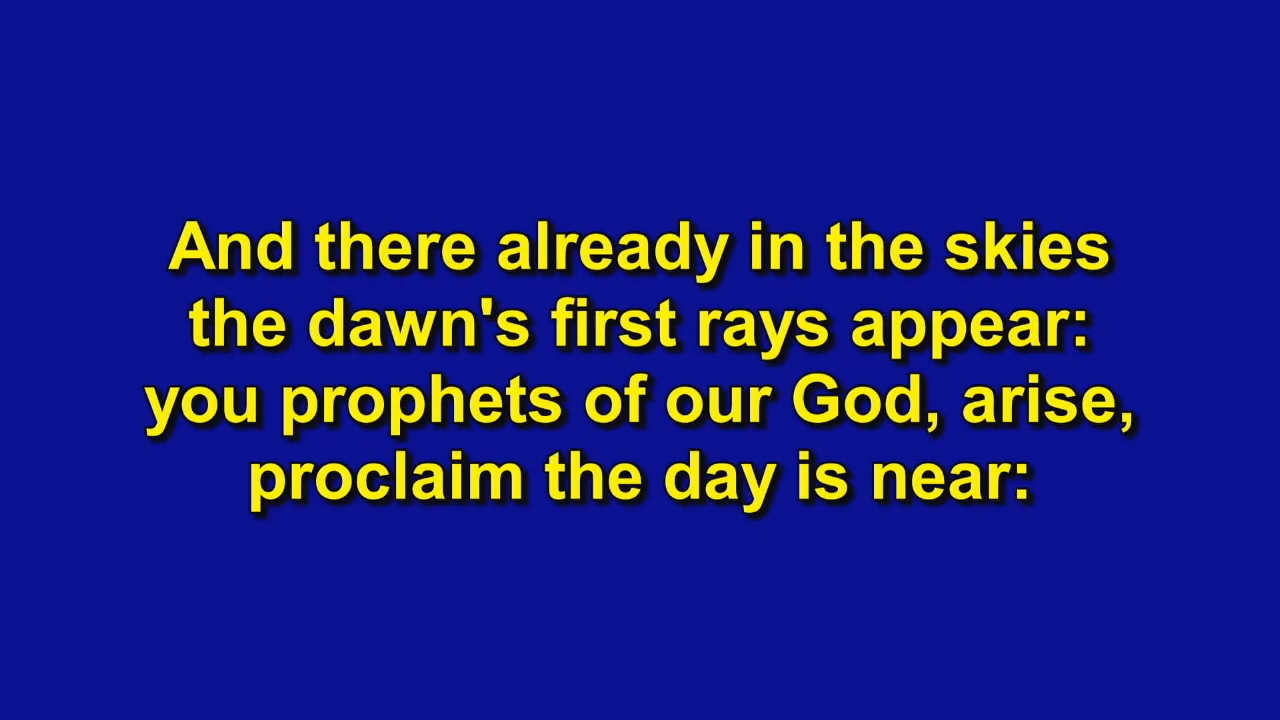 And there already in the skies
the dawn's first rays appear:
you prophets of our God, arise,
proclaim the day is near: